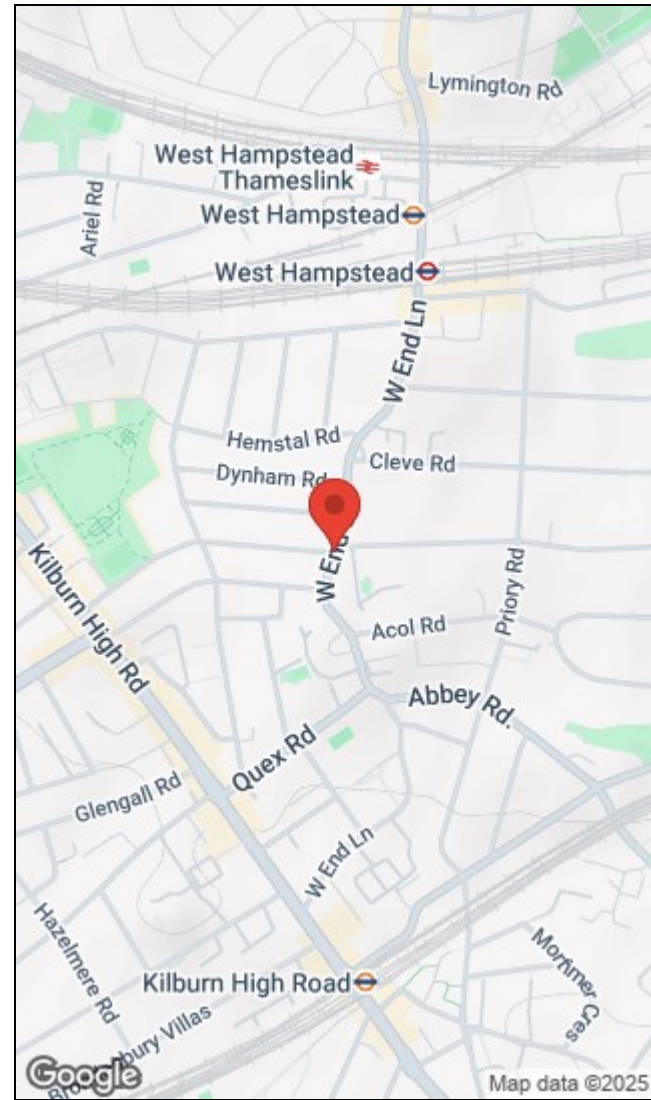 Lymington Rd
West Hampstead
Thameslink
West Hampstead
Ariel Rd
West Hampstead
W End Ln
Hemstal Rd
Cleve Rd
Dynham Rd
W End
Kilburn High Rd
Priory Rd
Acol Rd
Abbey Rd.
Quex Rd
Glengall Rd
W End Ln
Hazelmere Rd
Mortimer Cres
Kilburn High Road
Villas
Google
Map data ©2025